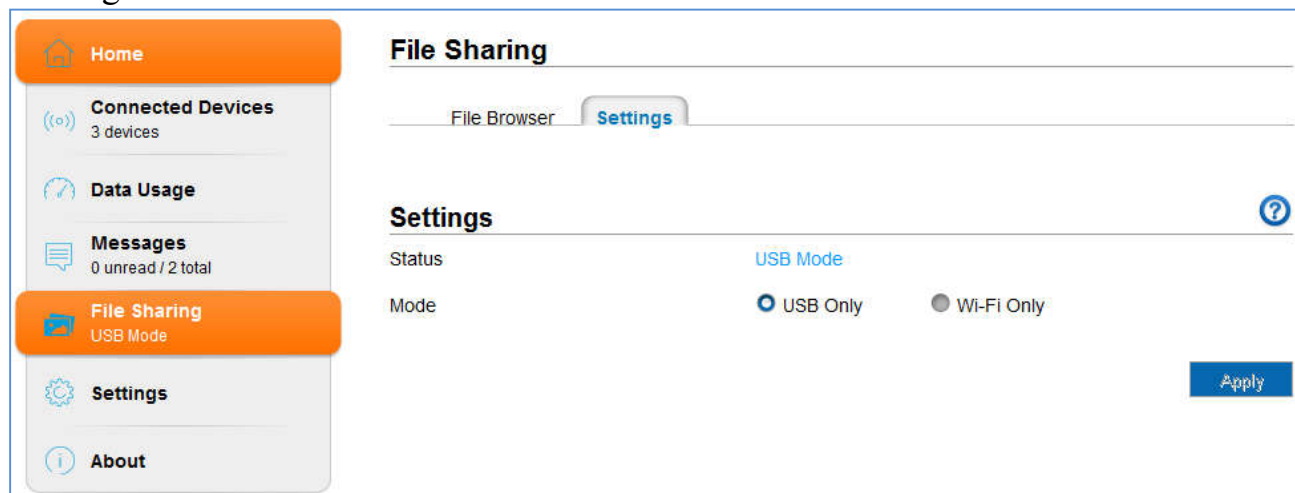 Home
Connected Devices
3 devices
Data Usage
Messages
0 unread / 2 total
File Sharing
USB Mode
Settings
About
File Sharing
File Browser Settings
Settings
?
Status USB Mode
Mode USB Only Wi-Fi Only
Apply